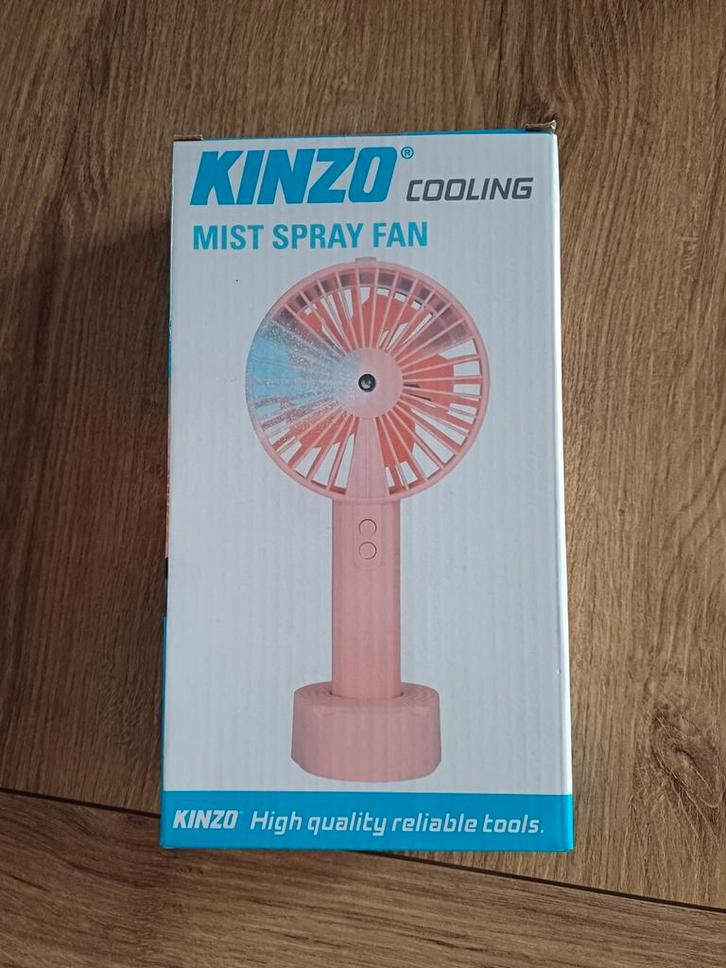 KINZO® COOLING
MIST SPRAY FAN
KINZO® High quality reliable tools.